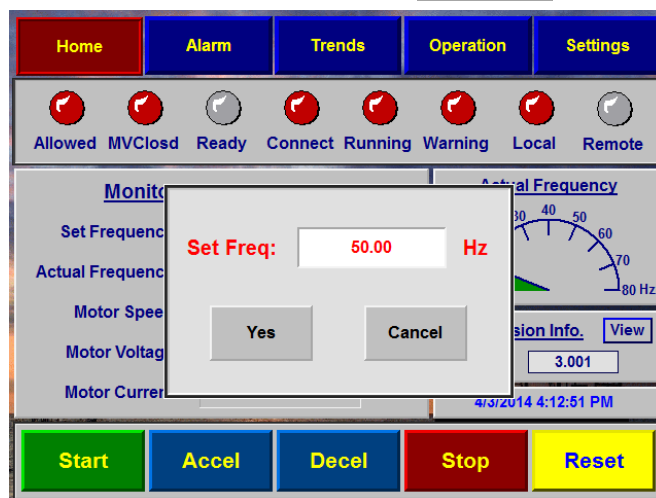 Home Alarm Trends Operation Settings
Allowed MVClosd Ready Connect Running Warning Local Remote
Monito
Set Frequenc
Actual Frequenc
Motor Spee
Motor Voltag
Motor Curren
Set Freq: 50.00 Hz
Yes Cancel
Actual Frequency
30 40 50 60 70 80 Hz
sion Info. View
3.001
4/3/2014 4:12:51 PM
Start Accel Decel Stop Reset